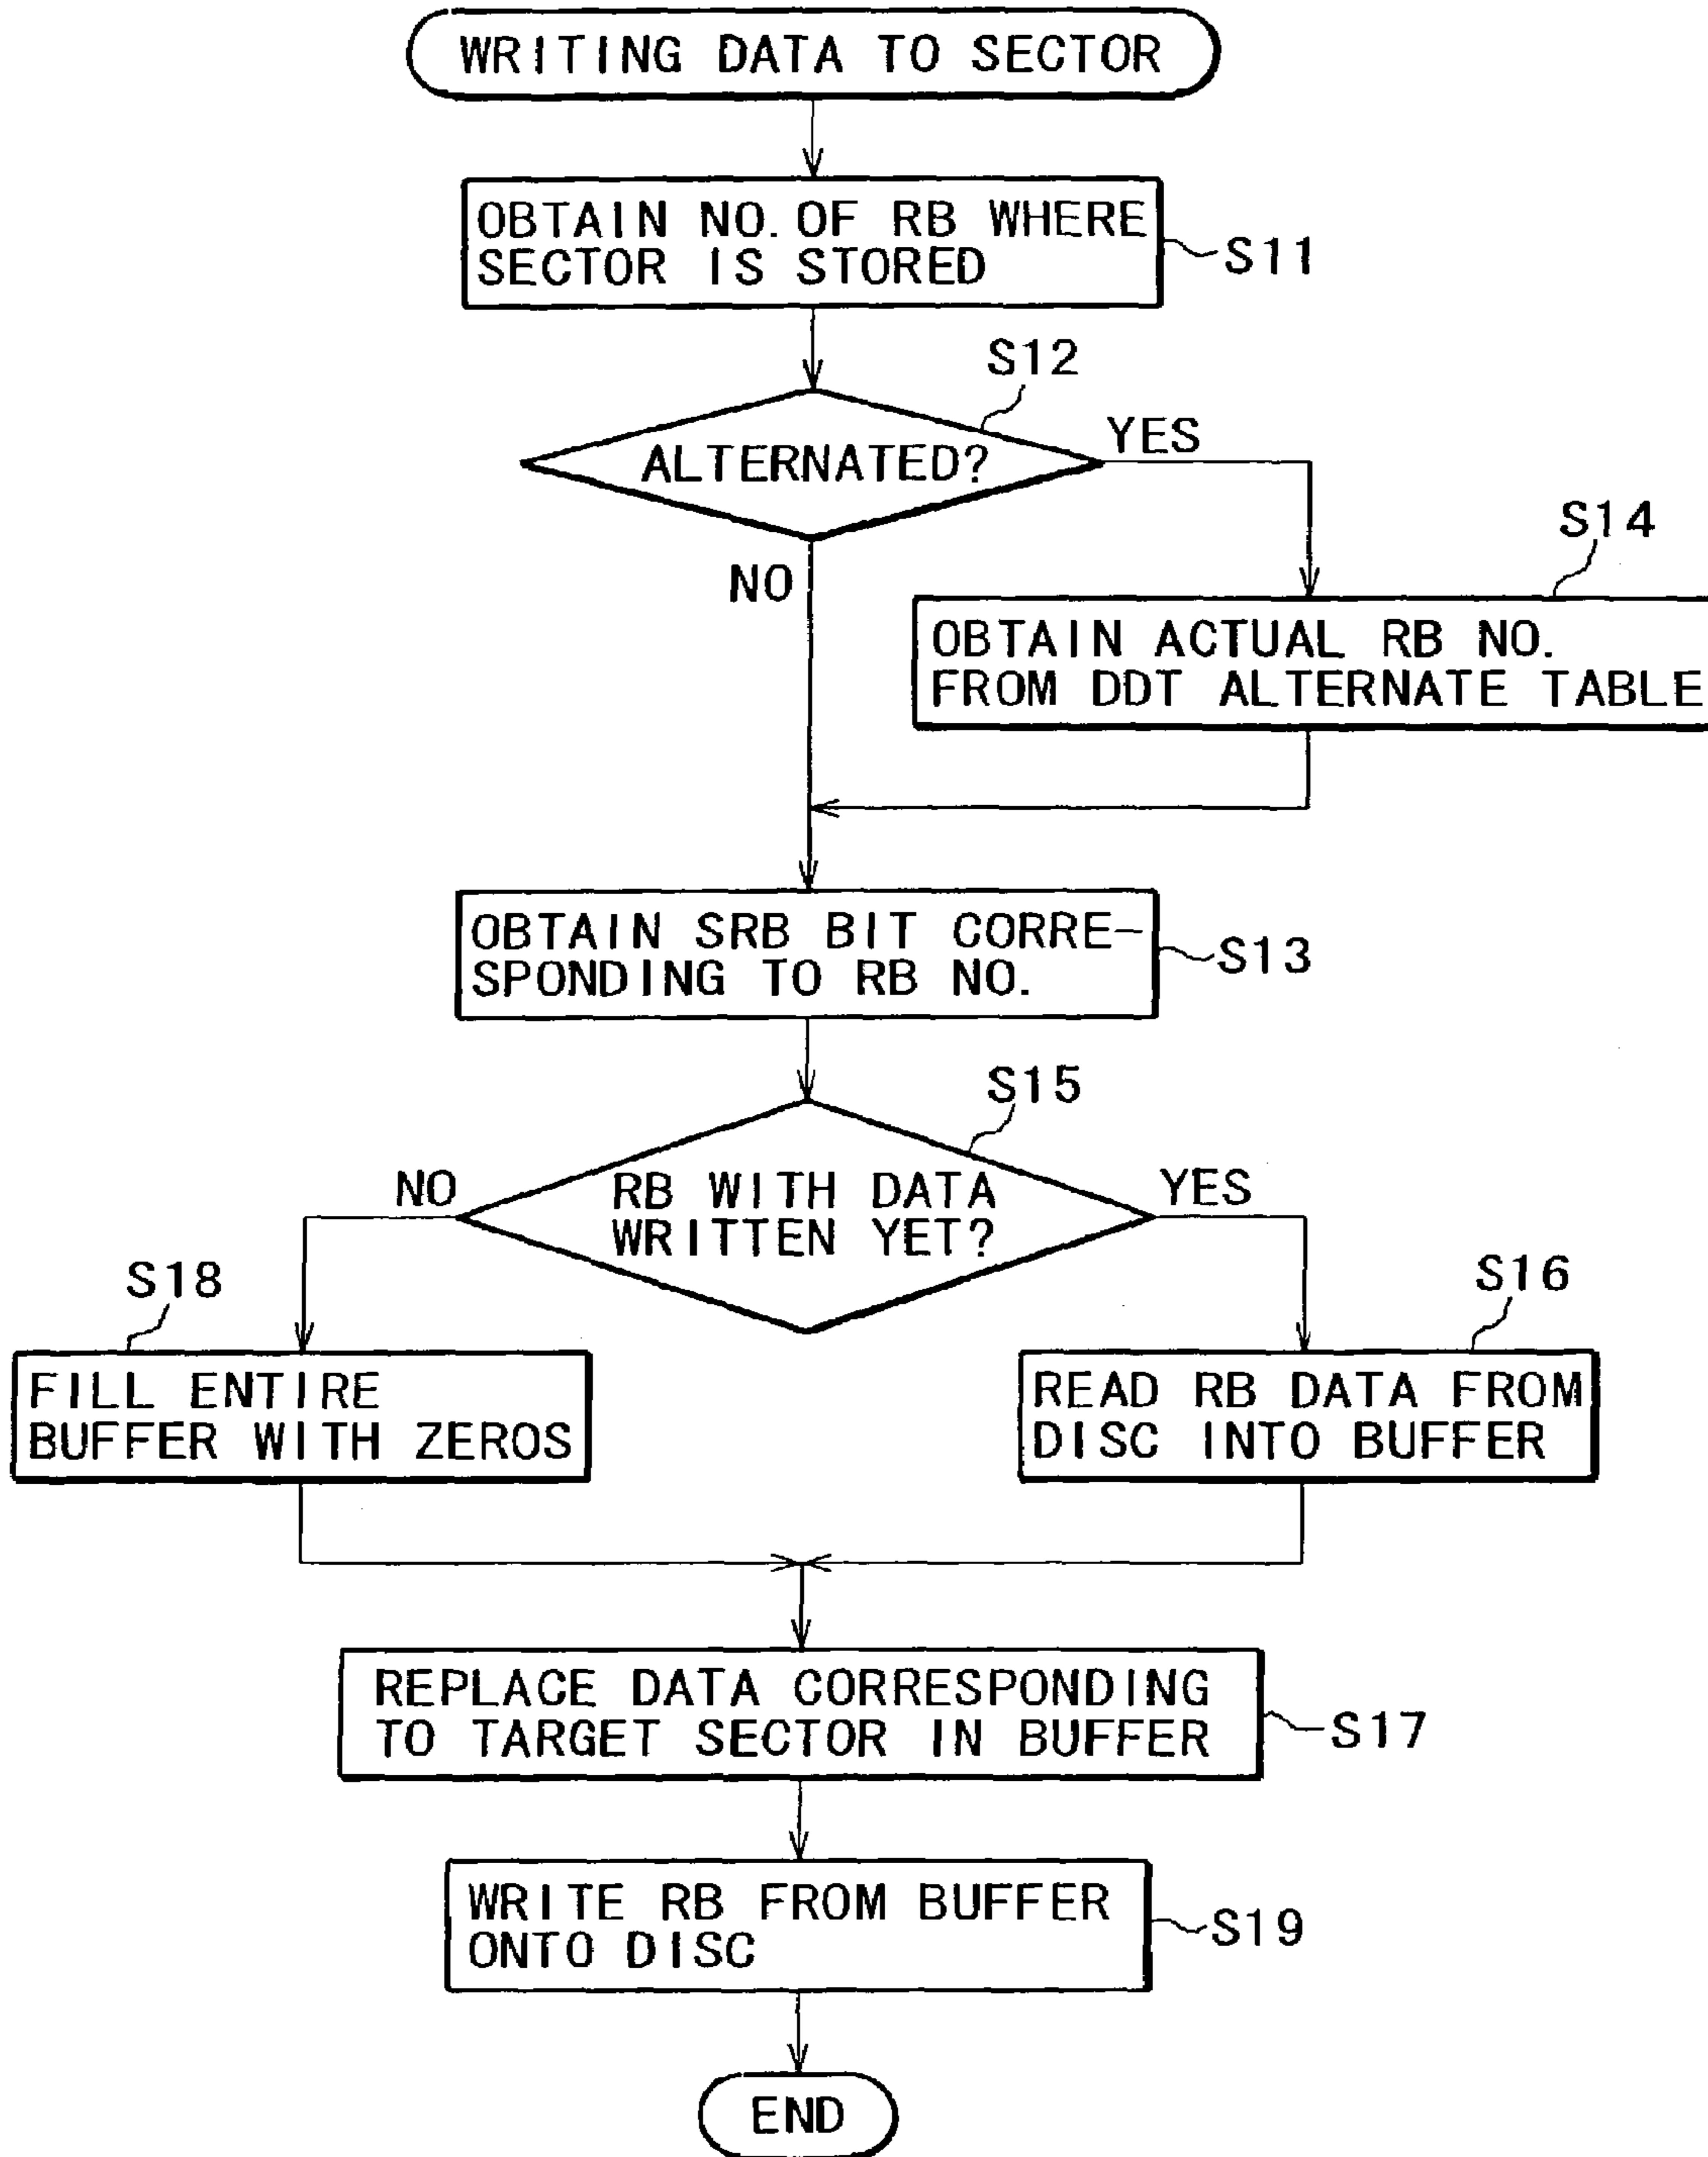 WRITING DATA TO SECTOR
OBTAIN NO. OF RB WHERE
SECTOR IS STORED
S11
S12
ALTERNATED?
YES
NO
S14
OBTAIN ACTUAL RB NO.
FROM DDT ALTERNATE TABLE
OBTAIN SRB BIT CORRE-
SPONDING TO RB NO.
S13
S15
RB WITH DATA
WRITTEN YET?
NO
YES
S18
FILL ENTIRE
BUFFER WITH ZEROS
S16
READ RB DATA FROM
DISC INTO BUFFER
REPLACE DATA CORRESPONDING
TO TARGET SECTOR IN BUFFER
S17
WRITE RB FROM BUFFER
ONTO DISC
S19
END